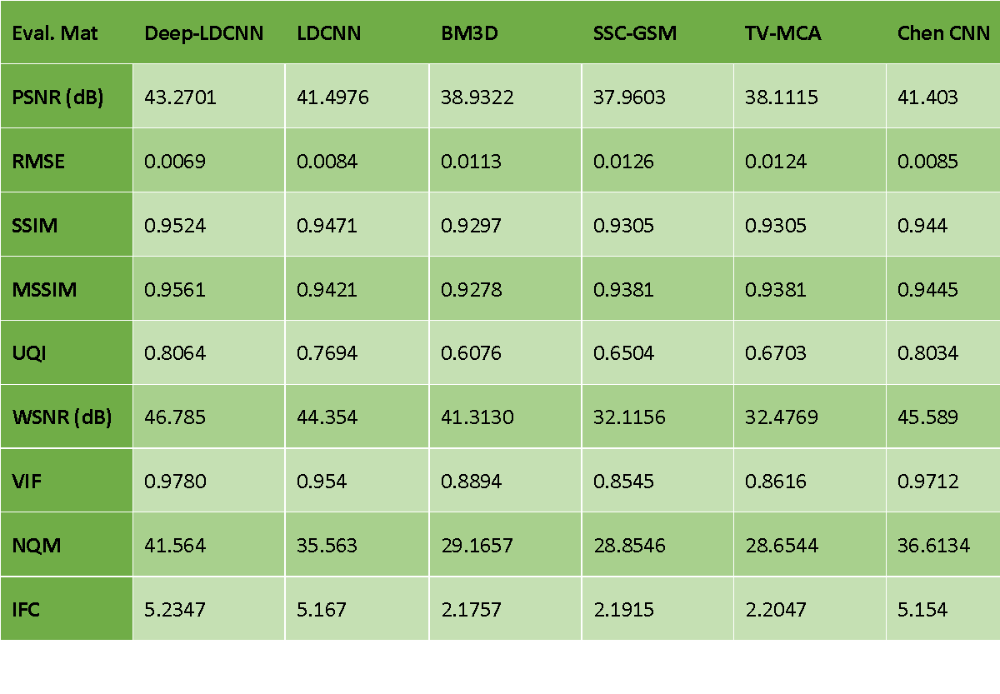 Eval. Mat Deep-LDCNN LDCNN BM3D SSC-GSM TV-MCA Chen CNN
PSNR (dB) 43.2701 41.4976 38.9322 37.9603 38.1115 41.403
RMSE 0.0069 0.0084 0.0113 0.0126 0.0124 0.0085
SSIM 0.9524 0.9471 0.9297 0.9305 0.9305 0.944
MSSIM 0.9561 0.9421 0.9278 0.9381 0.9381 0.9445
UQI 0.8064 0.7694 0.6076 0.6504 0.6703 0.8034
WSNR (dB) 46.785 44.354 41.3130 32.1156 32.4769 45.589
VIF 0.9780 0.954 0.8894 0.8545 0.8616 0.9712
NQM 41.564 35.563 29.1657 28.8546 28.6544 36.6134
IFC 5.2347 5.167 2.1757 2.1915 2.2047 5.154